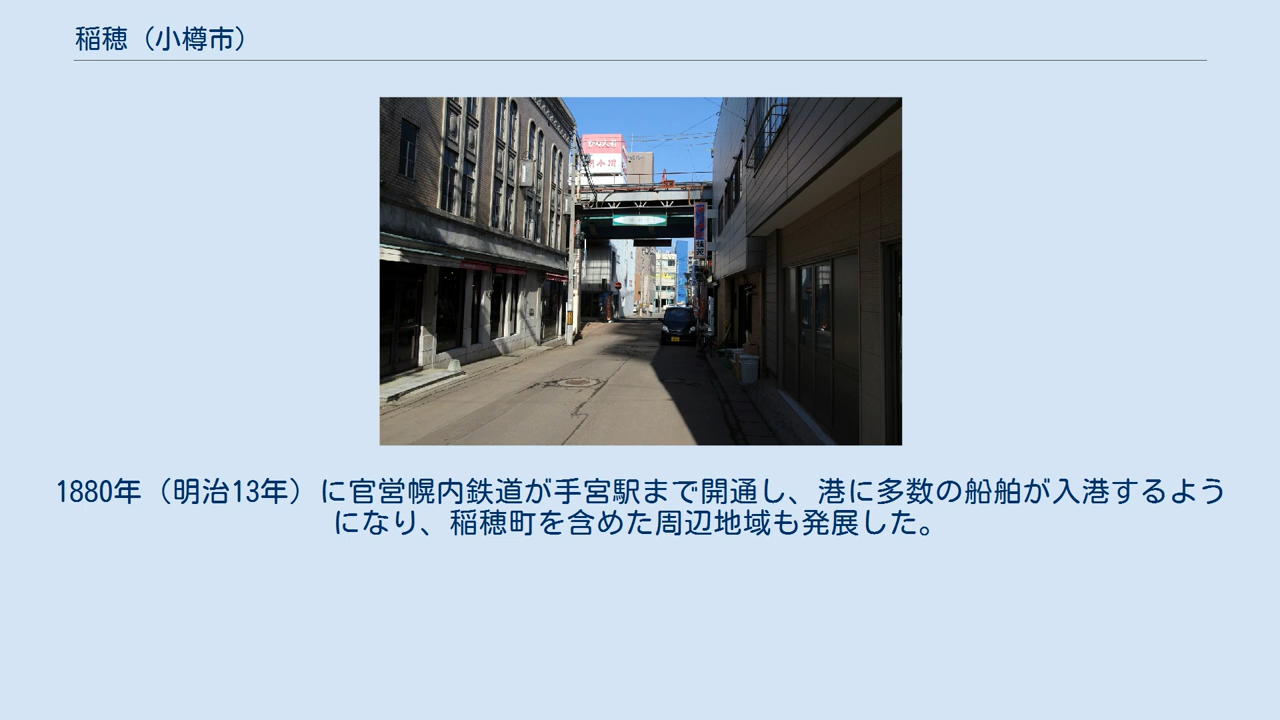 稲穂（小樽市）
1880年（明治13年）に官営幌内鉄道が手宮駅まで開通し、港に多数の船舶が入港するよう
になり、稲穂町を含めた周辺地域も発展した。